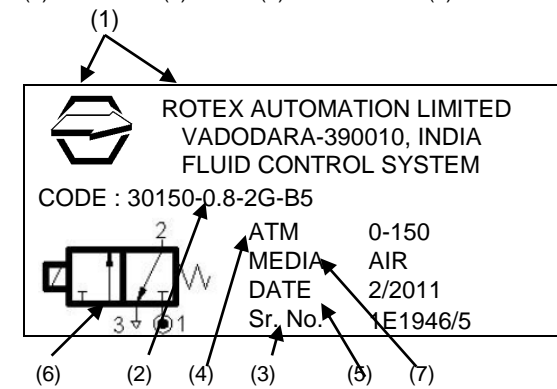 (1)
ROTEX AUTOMATION LIMITED
VADODARA-390010, INDIA
FLUID CONTROL SYSTEM
CODE : 30150-0.8-2G-B5
2
ATM 0-150
MEDIA AIR
DATE 2/2011
3 1 Sr. No. 1E1946/5
(6) (2) (4) (3) (5) (7)